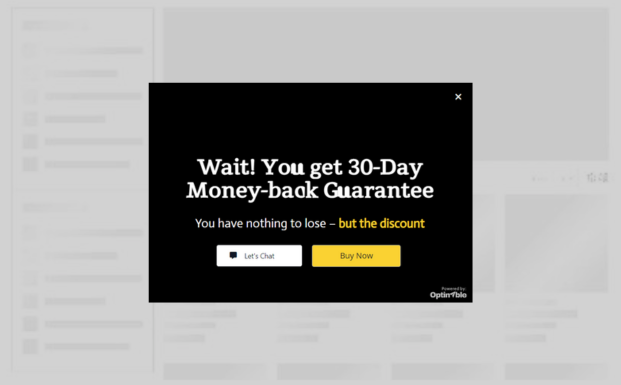 Wait! You get 30-Day
Money-back Guarantee
You have nothing to lose – but the discount
Let's Chat
Buy Now
Powered by